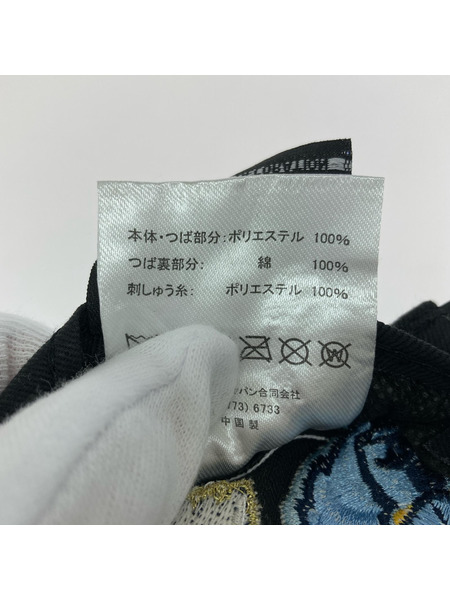 本体・つば部分：ポリエステル 100%
つば裏部分： 綿 100%
刺しゅう糸： ポリエステル 100%
パン合同会社
73) 6733
中国製